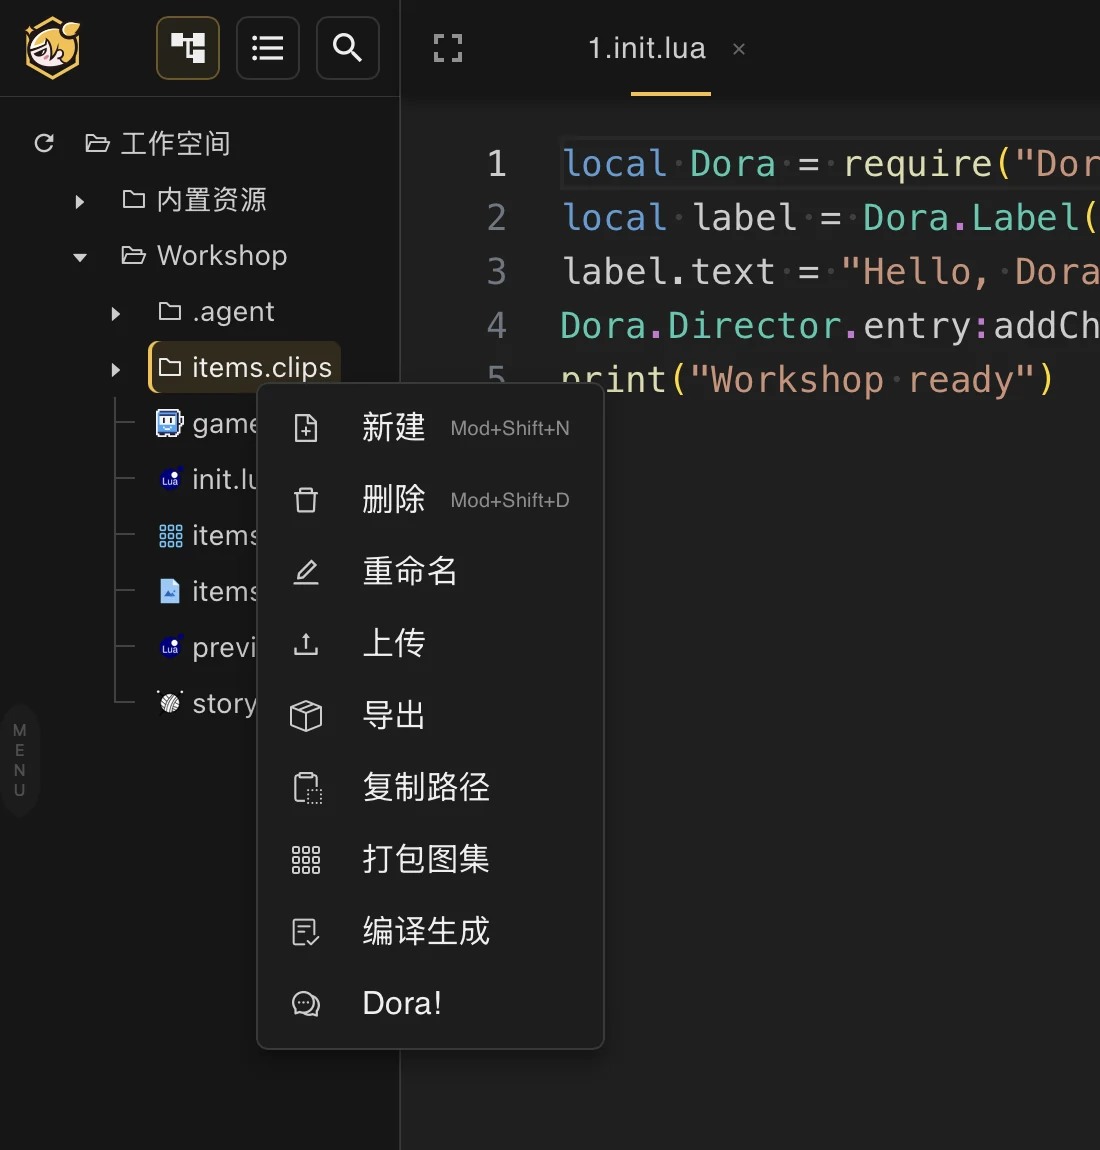 1.init.lua
工作空间
内置资源
Workshop
.agent
items.clips
game
init.lu
items
items
previ
story
MENU
1 local Dora = require("Dor
2 local label = Dora.Label(
3 label.text = "Hello, Dora
4 Dora.Director.entry:addCh
5 print("Workshop ready")
新建 Mod+Shift+N
删除 Mod+Shift+D
重命名
上传
导出
复制路径
打包图集
编译生成
Dora!